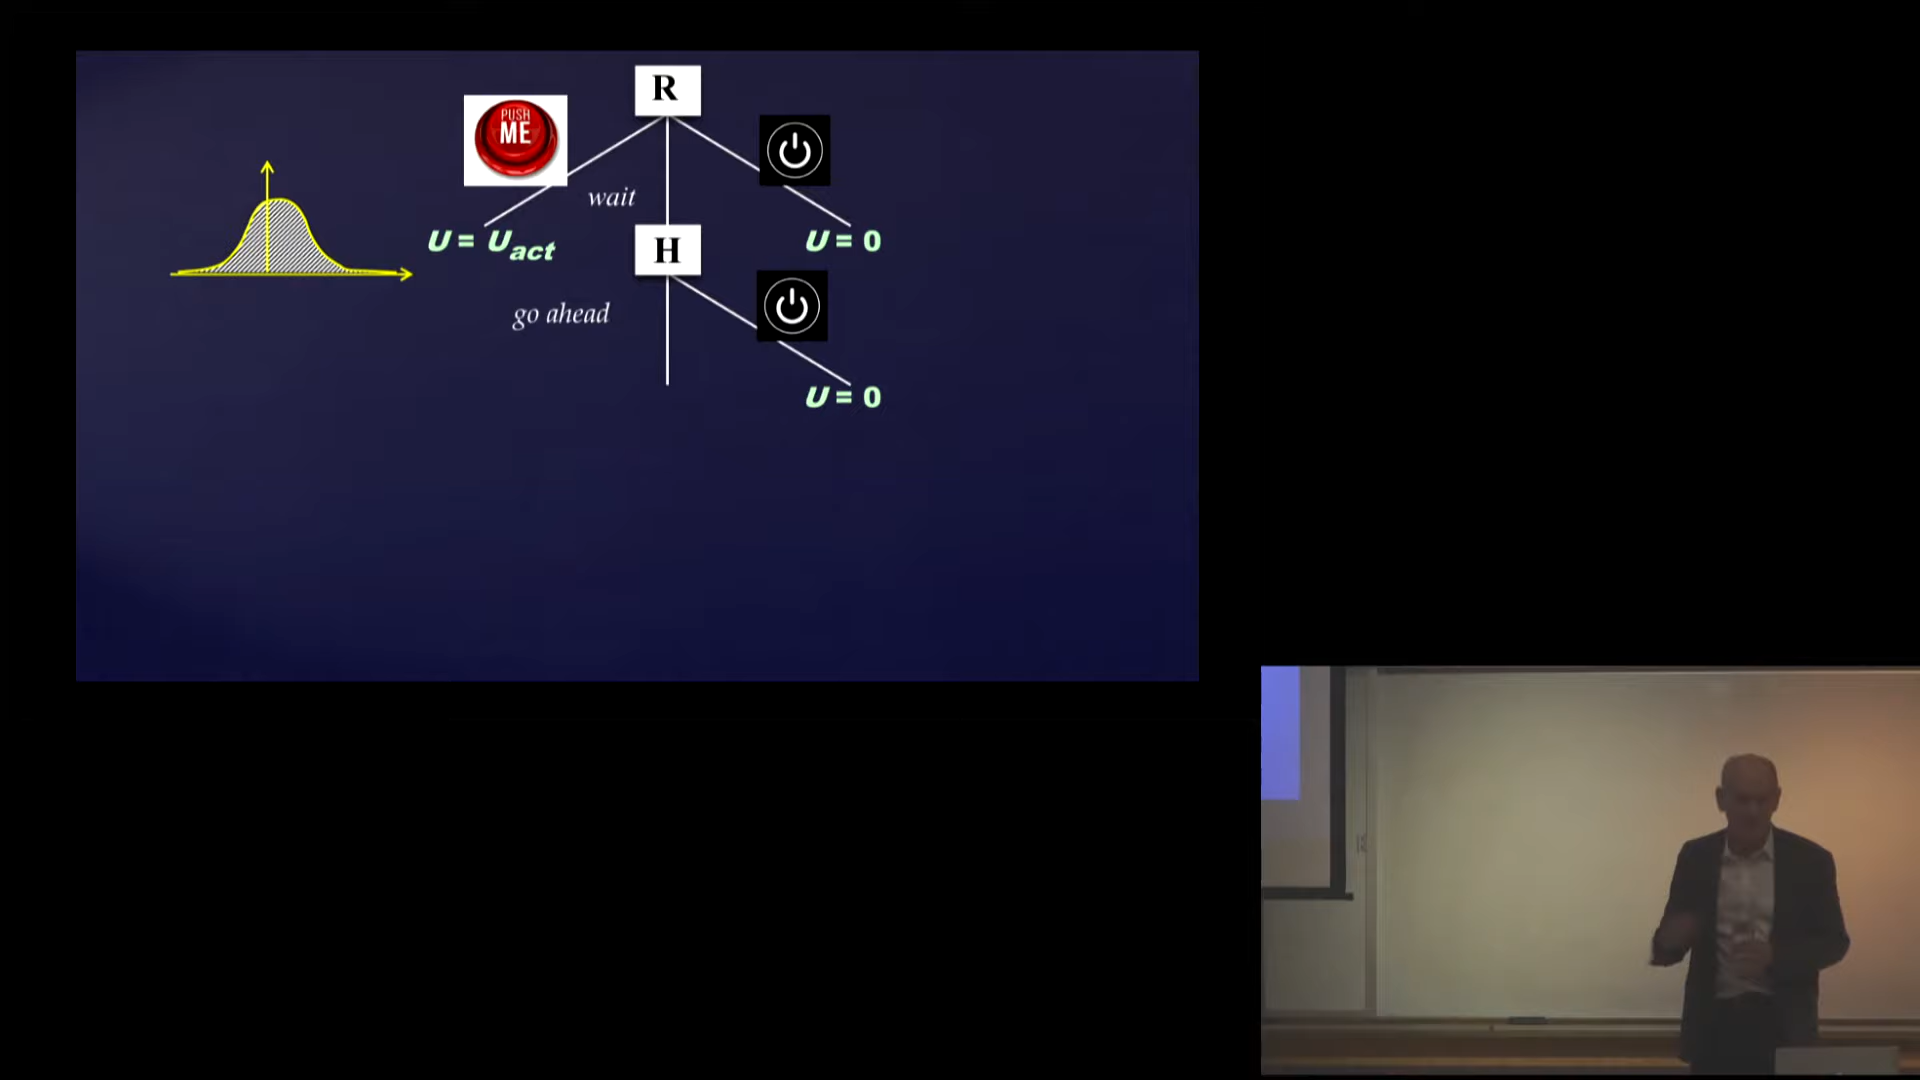 R
PUSH
ME
wait
U = Uact
U = 0
H
go ahead
U = 0